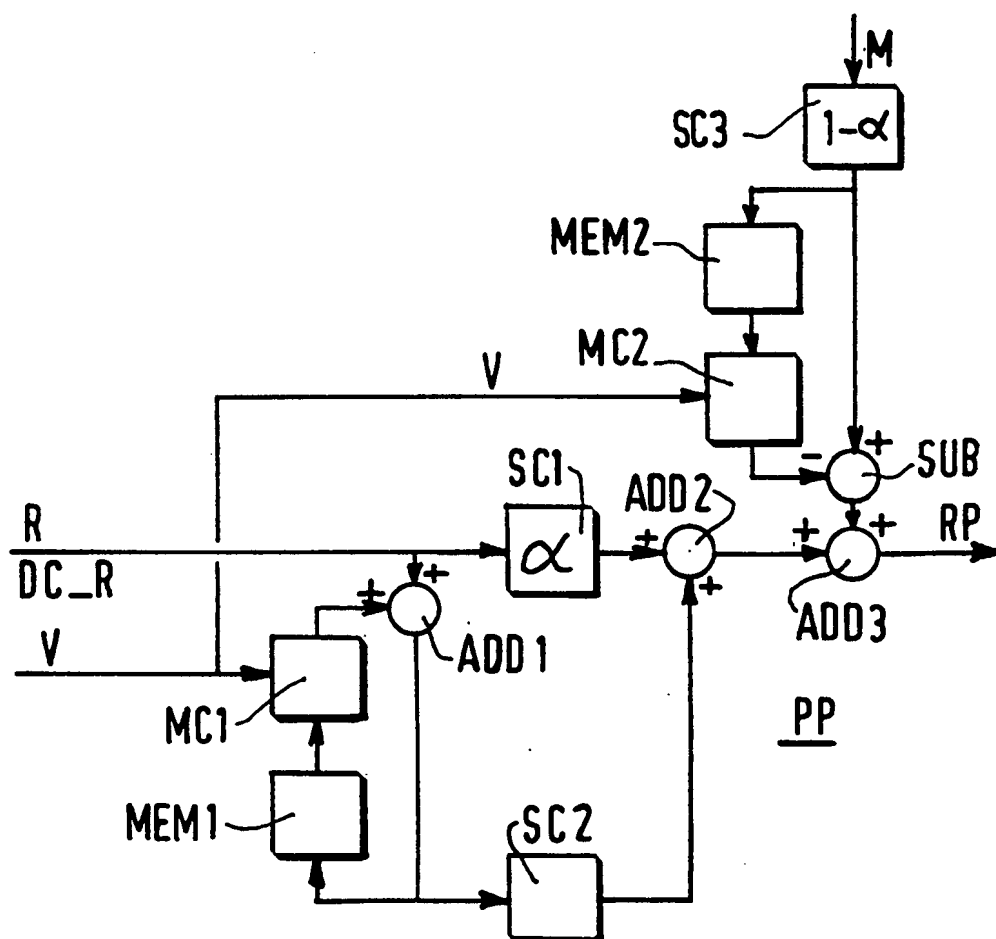 M
SC3
1-α
MEM2
MC2
V
SUB
SC1
ADD2
-
+
R
α
+
+
+
RP
DC_R
+
+
+
ADD3
V
ADD1
MC1
PP
MEM1
SC2